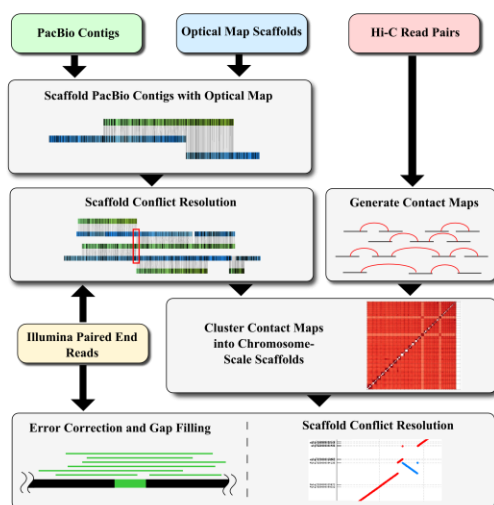 PacBio Contigs
Optical Map Scaffolds
Hi-C Read Pairs
Scaffold PacBio Contigs with Optical Map
Scaffold Conflict Resolution
Generate Contact Maps
Illumina Paired End
Reads
Cluster Contact Maps
into Chromosome-
Scale Scaffolds
Error Correction and Gap Filling
Scaffold Conflict Resolution